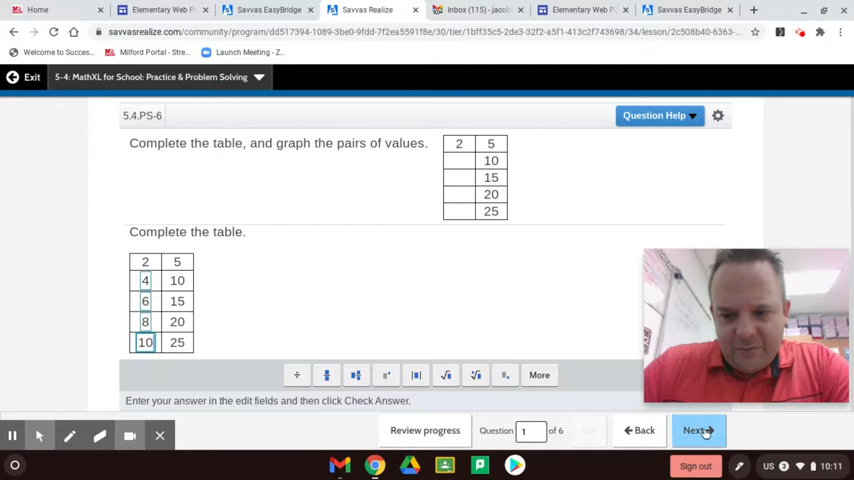 Home
Elementary Web Po
Savvas EasyBridge
Savvas Realize
Inbox (115) - jacob
Elementary Web Po
Savvas EasyBridge
savvasrealize.com/community/program/dd517394-1089-3be0-9fdd-7f2ea5591f8e/30/tier/1bff35c5-2de3-32f2-a5f1-413c2f743698/34/lesson/2c508b40-6363-...
Welcome to Succes...
Milford Portal - Stre...
Launch Meeting - Z...
Exit
5-4: MathXL for School: Practice & Problem Solving
5.4.PS-6
Question Help
Complete the table, and graph the pairs of values.
2 5
10
15
20
25
Complete the table.
2 5
4 10
6 15
8 20
10 25
÷
More
Enter your answer in the edit fields and then click Check Answer.
Review progress
Question 1 of 6
Go
Back
Next
Sign out
US 3 10:11